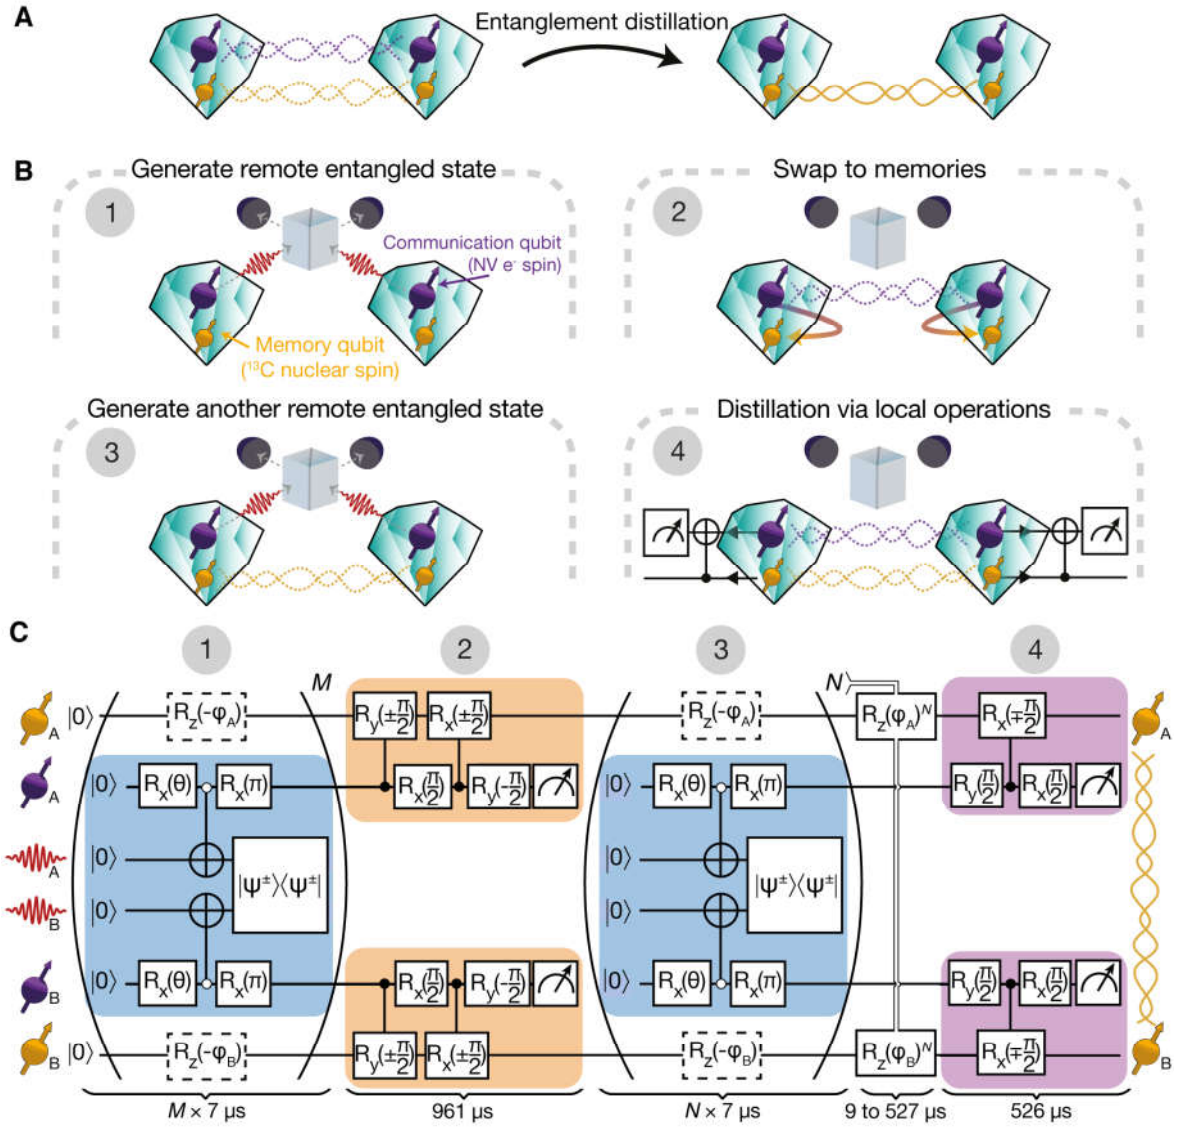 A
Entanglement distillation
B
Generate remote entangled state
1
Communication qubit
(NV e⁻ spin)
Memory qubit
(¹³C nuclear spin)
Swap to memories
2
Generate another remote entangled state
3
Distillation via local operations
4
C
1
2
3
4
M
N
A |0⟩ R_z(-φ_A) R_y(±π/2) R_x(±π/2) R_z(-φ_A) R_z(φ_A)^N R_x(∓π/2) A
A |0⟩ R_x(θ) R_x(π) R_x(π/2) R_y(-π/2) |0⟩ R_x(θ) R_x(π) R_y(π/2) R_x(π/2)
A |0⟩ |0⟩
|Ψ^±⟩⟨Ψ^±| |Ψ^±⟩⟨Ψ^±|
B |0⟩ |0⟩
B |0⟩ R_x(θ) R_x(π) R_x(π/2) R_y(-π/2) |0⟩ R_x(θ) R_x(π) R_y(π/2) R_x(π/2)
B |0⟩ R_z(-φ_B) R_y(±π/2) R_x(±π/2) R_z(-φ_B) R_z(φ_B)^N R_x(∓π/2) B
M × 7 μs 961 μs N × 7 μs 9 to 527 μs 526 μs